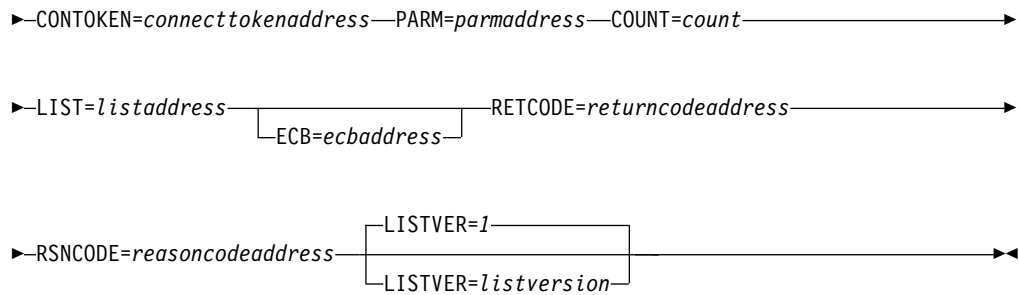 CONTOKEN=connecttokenaddress PARM=parmaddress COUNT=count
LIST=listaddress RETCODE=returncodeaddress
ECB=ecbaddress
LISTVER=1
RSNCODE=reasoncodeaddress
LISTVER=listversion